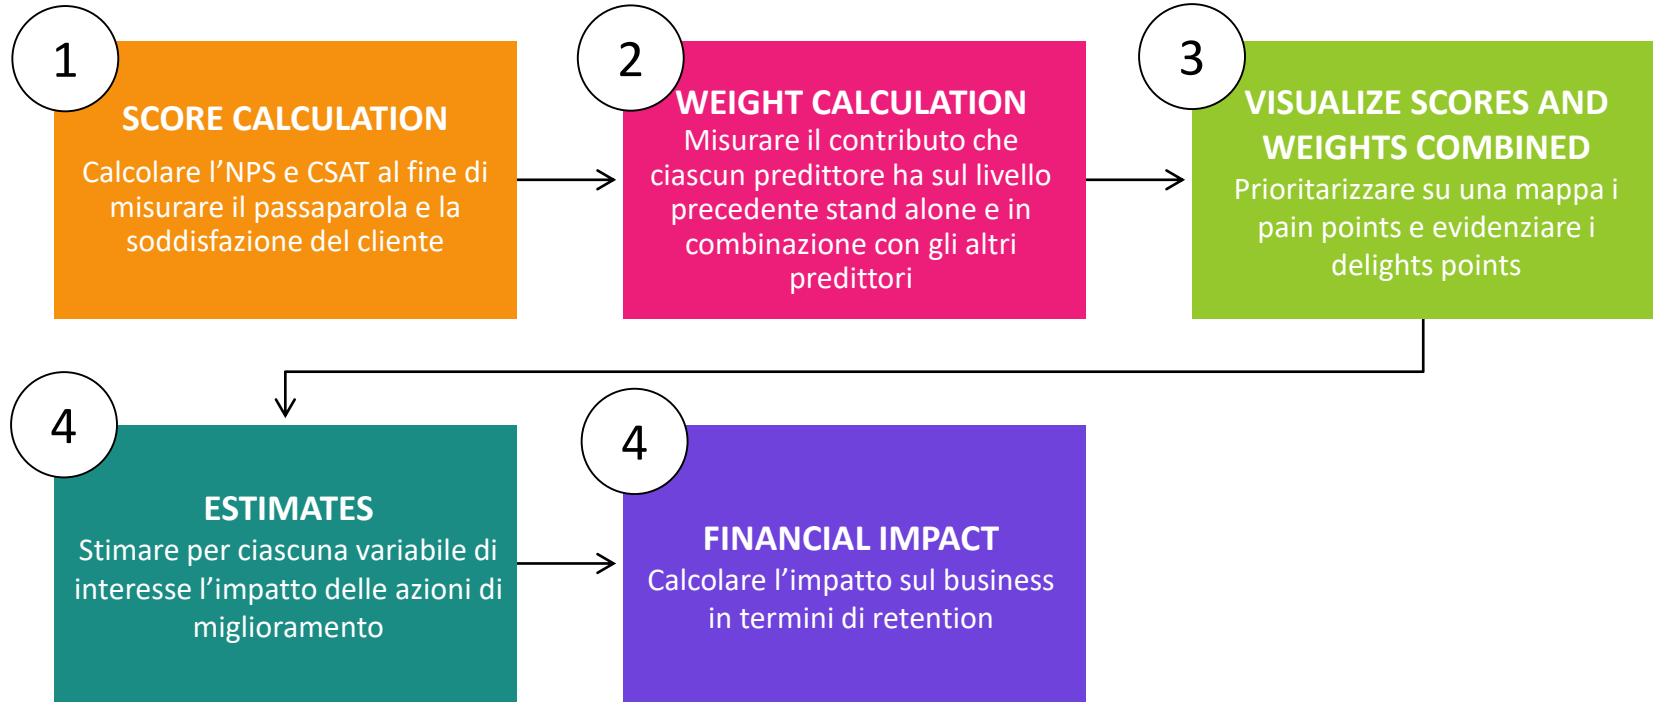 1
SCORE CALCULATION
Calcolare l'NPS e CSAT al fine di
misurare il passaparola e la
soddisfazione del cliente
2
WEIGHT CALCULATION
Misurare il contributo che
ciascun predittore ha sul livello
precedente stand alone e in
combinazione con gli altri
predittori
3
VISUALIZE SCORES AND
WEIGHTS COMBINED
Prioritarizzare su una mappa i
pain points e evidenziare i
delights points
4
ESTIMATES
Stimare per ciascuna variabile di
interesse l'impatto delle azioni di
miglioramento
4
FINANCIAL IMPACT
Calcolare l'impatto sul business
in termini di retention